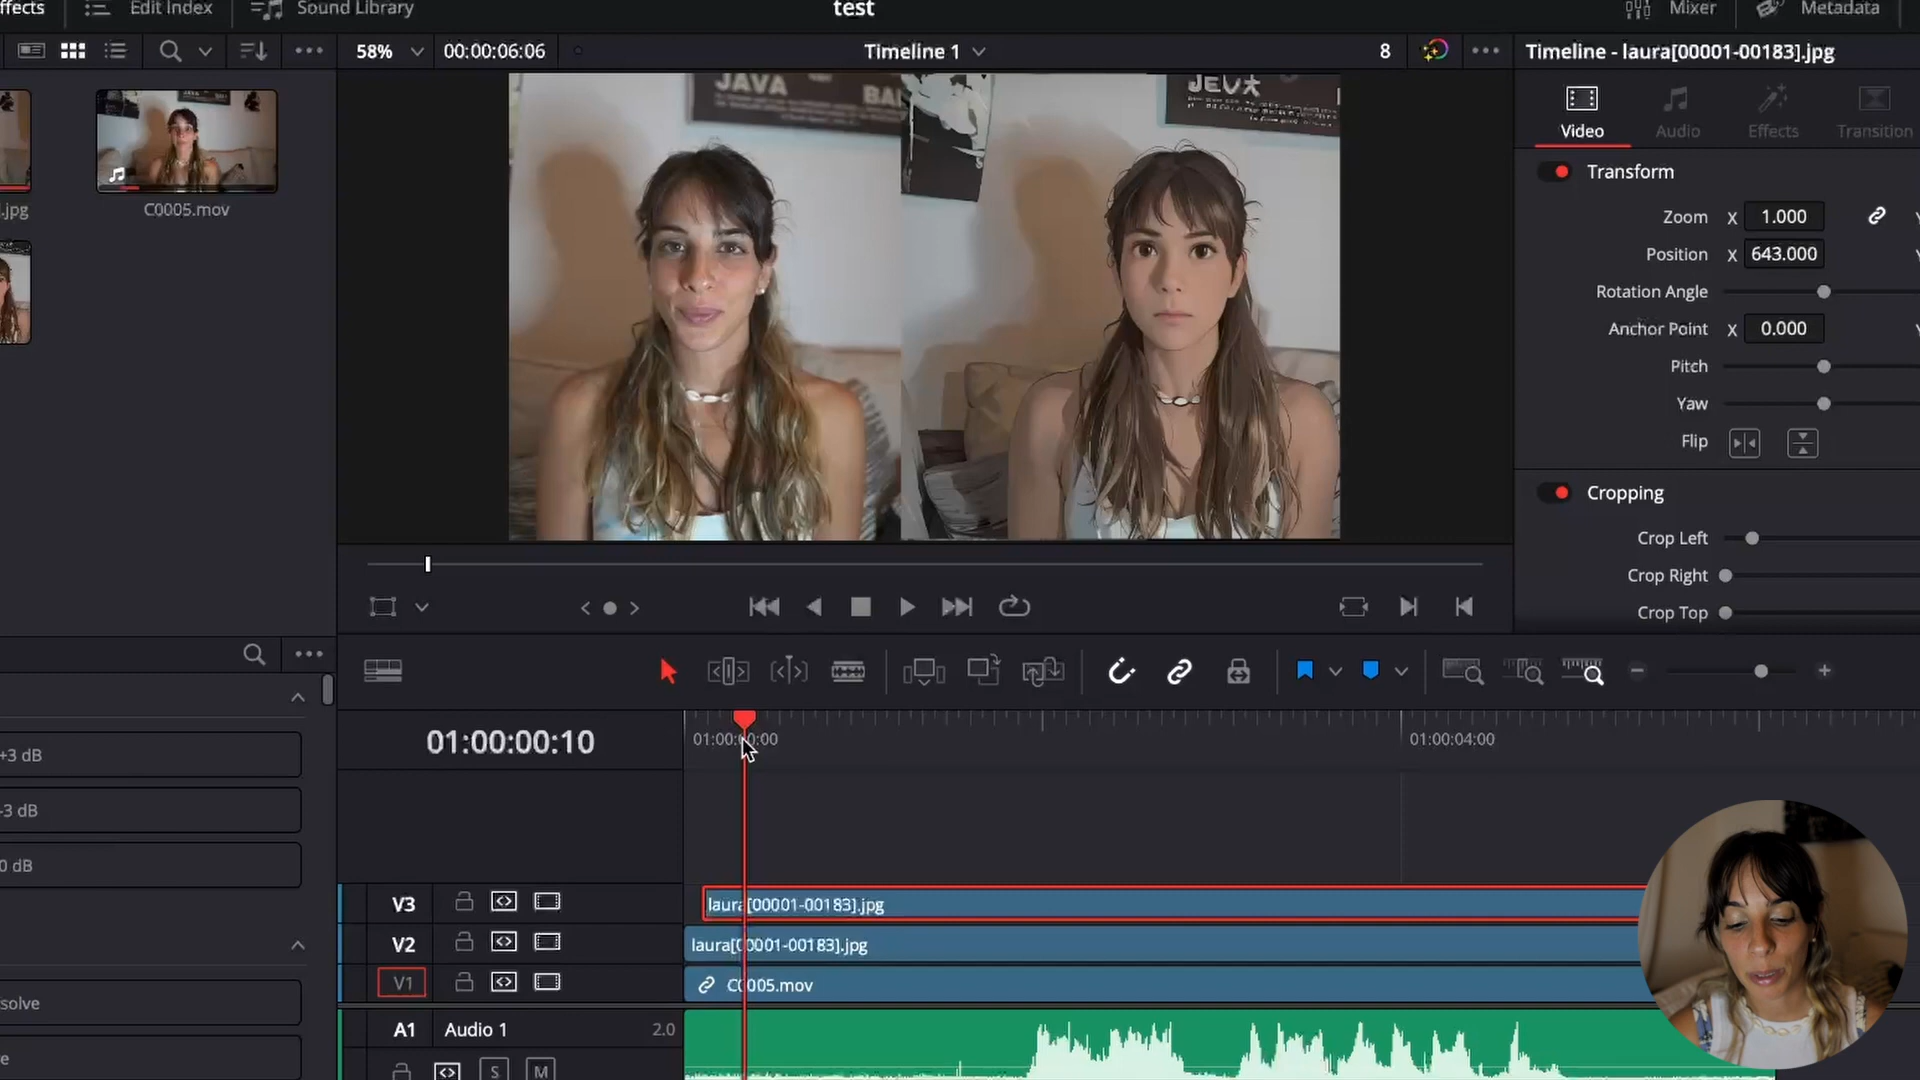 ffects
Edit Index
Sound Library
test
Mixer
Metadata
58%
00:00:06:06
Timeline 1
8
Timeline - laura[00001-00183].jpg
JAVA
BA
Video
Audio
Effects
Transition
Transform
.jpg
C0005.mov
Zoom X 1.000 Y
Position X 643.000 Y
Rotation Angle
Anchor Point X 0.000 Y
Pitch
Yaw
Flip
Cropping
Crop Left
Crop Right
Crop Top
01:00:00:10
01:00:00:00
01:00:04:00
+3 dB
-3 dB
0 dB
solve
e
V3
laura[00001-00183].jpg
V2
laura[00001-00183].jpg
V1
C0005.mov
A1
Audio 1
2.0
S
M